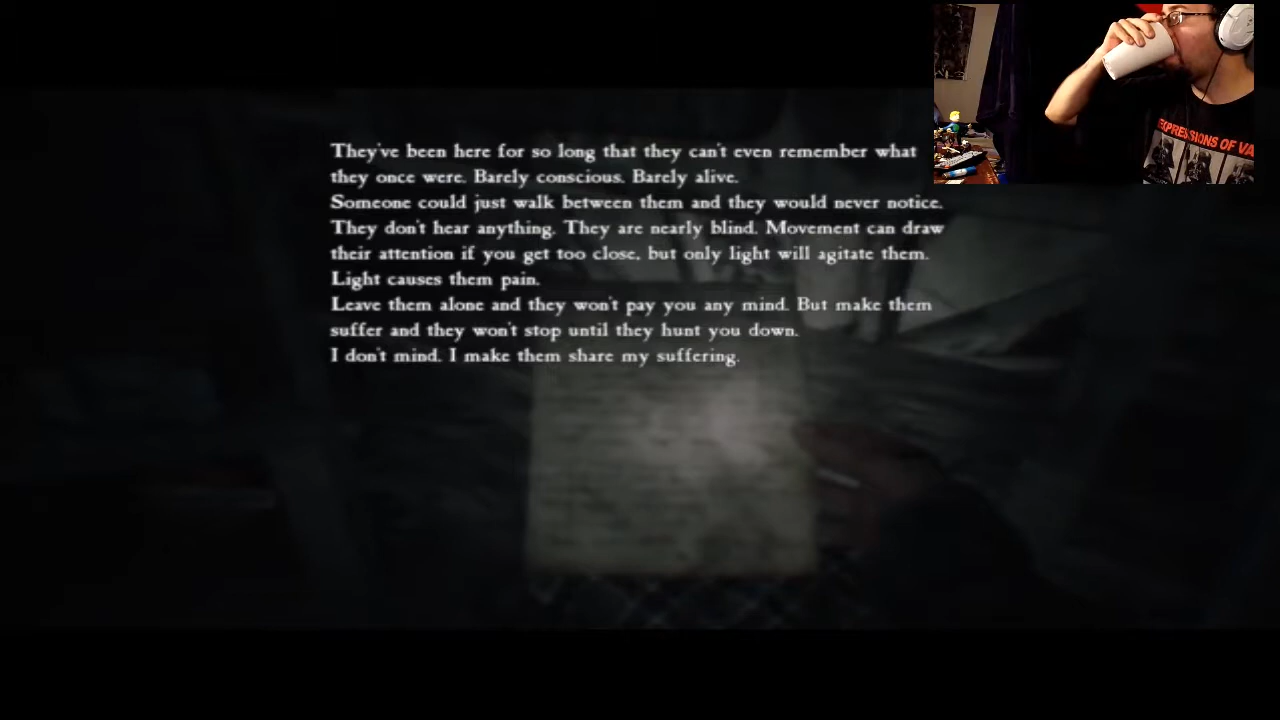 They've been here for so long that they can't even remember what
they once were. Barely conscious. Barely alive.
Someone could just walk between them and they would never notice.
They don't hear anything. They are nearly blind. Movement can draw
their attention if you get too close, but only light will agitate them.
Light causes them pain.
Leave them alone and they won't pay you any mind. But make them
suffer and they won't stop until they hunt you down.
I don't mind. I make them share my suffering.
EXPRESSIONS OF VA